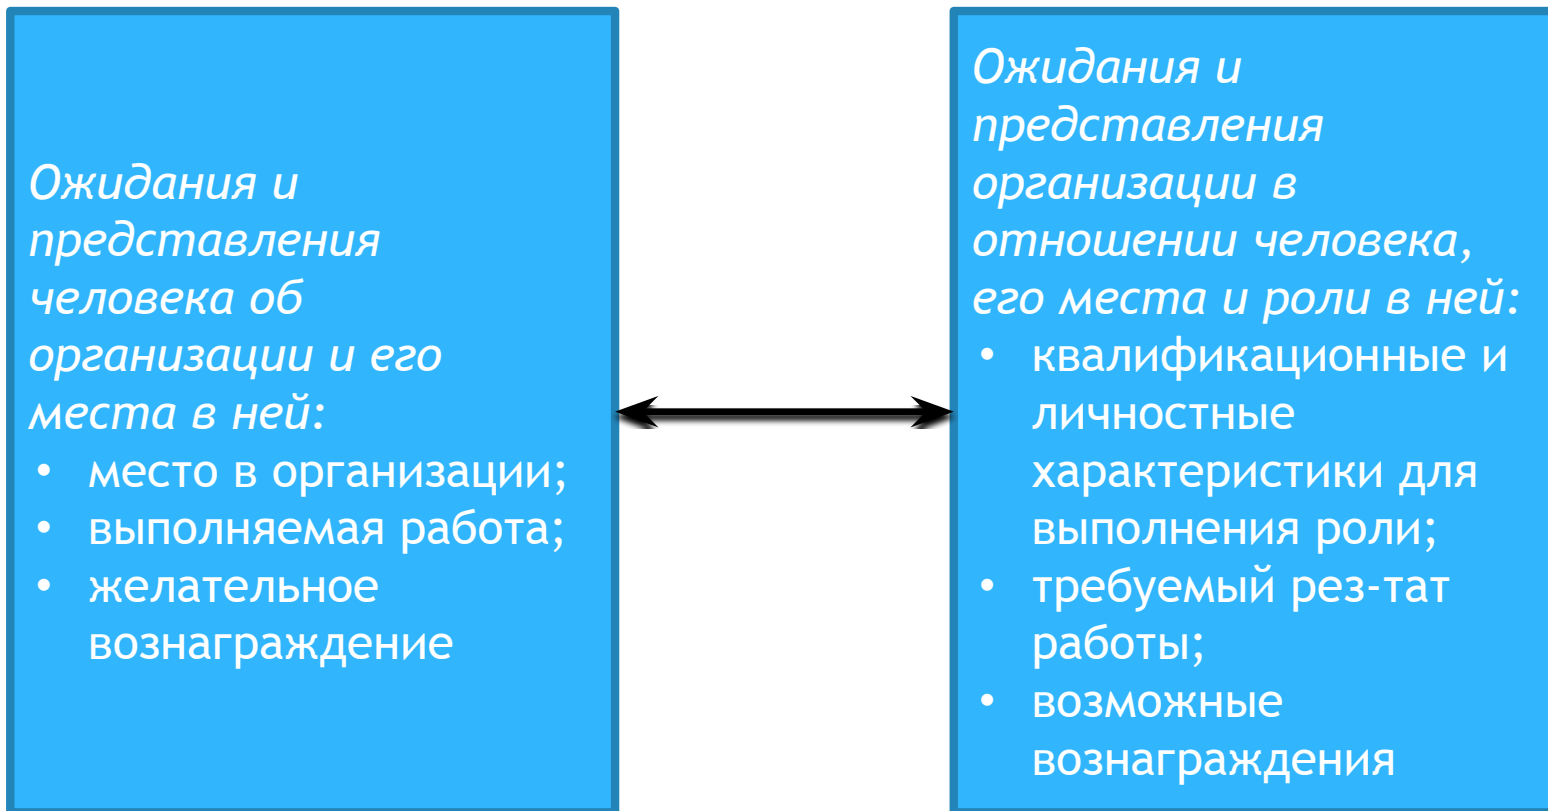 Ожидания и
представления
человека об
организации и его
места в ней:
• место в организации;
• выполняемая работа;
• желательное
вознаграждение
Ожидания и
представления
организации в
отношении человека,
его места и роли в ней:
• квалификационные и
личностные
характеристики для
выполнения роли;
• требуемый рез-тат
работы;
• возможные
вознаграждения